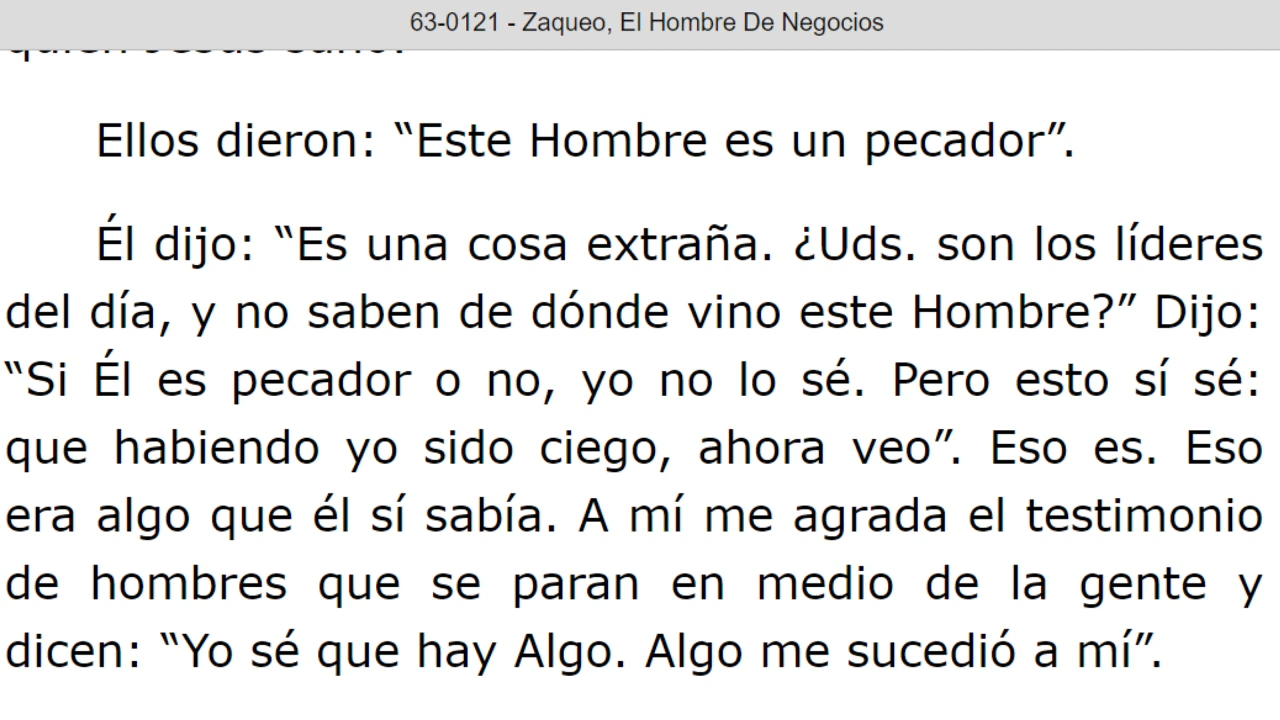 63-0121 - Zaqueo, El Hombre De Negocios
Ellos dieron: “Este Hombre es un pecador”.
Él dijo: “Es una cosa extraña. ¿Uds. son los líderes
del día, y no saben de dónde vino este Hombre?” Dijo:
“Si Él es pecador o no, yo no lo sé. Pero esto sí sé:
que habiendo yo sido ciego, ahora veo”. Eso es. Eso
era algo que él sí sabía. A mí me agrada el testimonio
de hombres que se paran en medio de la gente y
dicen: “Yo sé que hay Algo. Algo me sucedió a mí”.